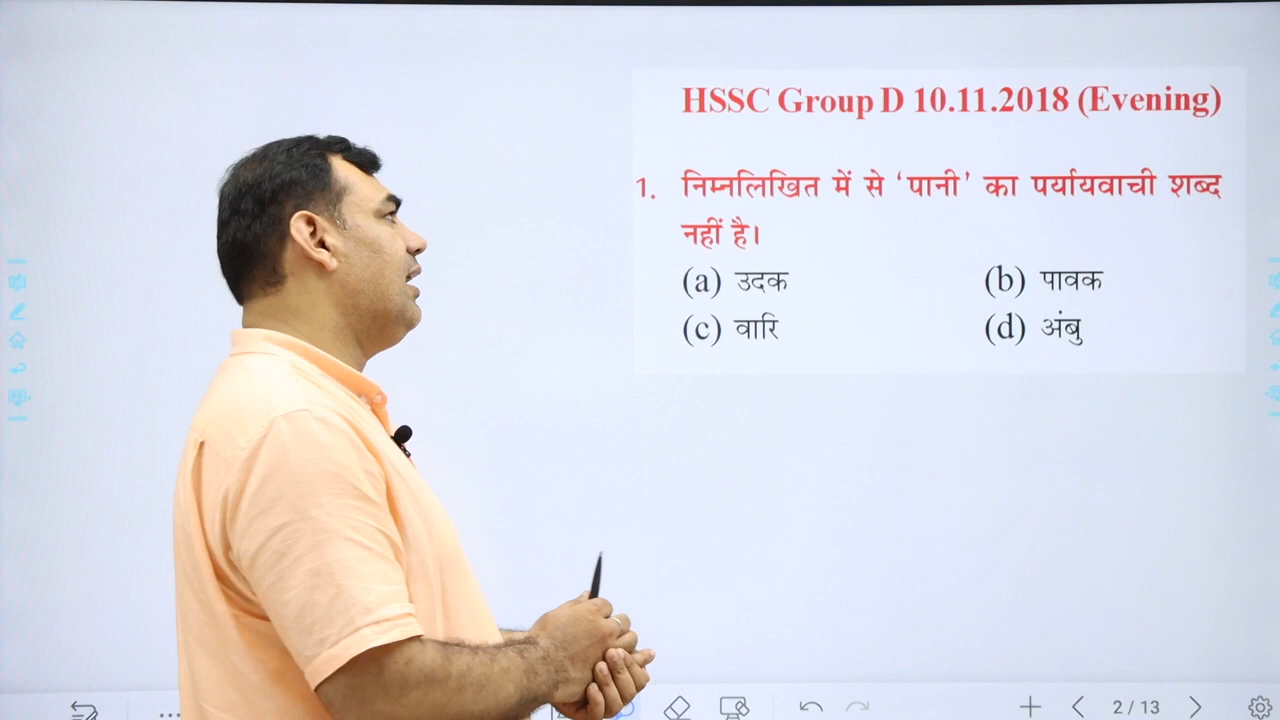 HSSC Group D 10.11.2018 (Evening)
1. निम्नलिखित में से ‘पानी’ का पर्यायवाची शब्द
नहीं है।
(a) उदक (b) पावक
(c) वारि (d) अंबु
2 / 13